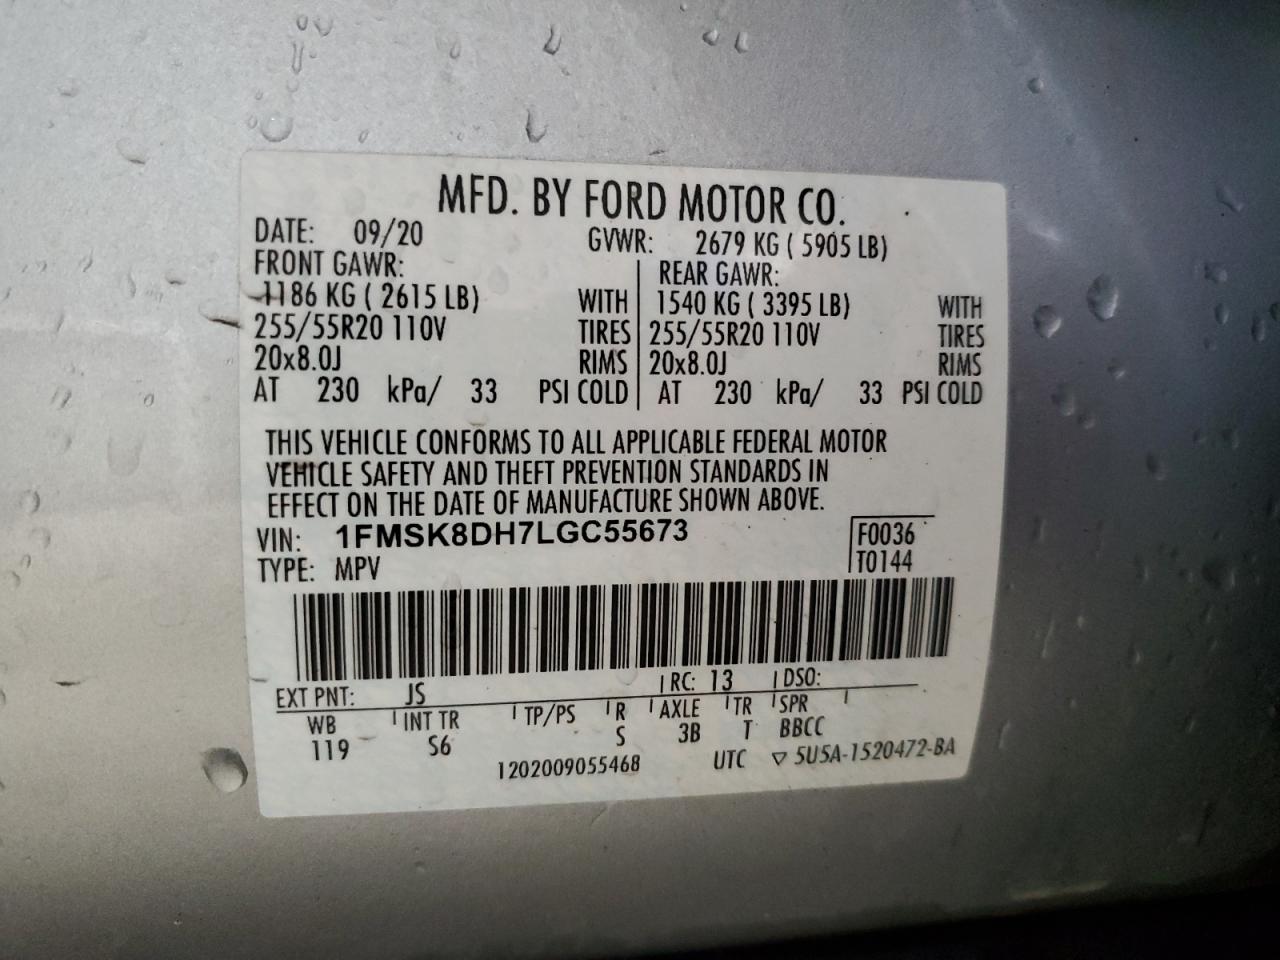 MFD. BY FORD MOTOR CO.
DATE: 09/20 GVWR: 2679 KG ( 5905 LB)
FRONT GAWR: REAR GAWR:
1186 KG ( 2615 LB) WITH 1540 KG ( 3395 LB) WITH
255/55R20 110V TIRES 255/55R20 110V TIRES
20x8.0J RIMS 20x8.0J RIMS
AT 230 kPa/ 33 PSI COLD AT 230 kPa/ 33 PSI COLD
THIS VEHICLE CONFORMS TO ALL APPLICABLE FEDERAL MOTOR
VEHICLE SAFETY AND THEFT PREVENTION STANDARDS IN
EFFECT ON THE DATE OF MANUFACTURE SHOWN ABOVE.
VIN: 1FMSK8DH7LGC55673 F0036
TYPE: MPV T0144
EXT PNT: JS RC: 13 DSO:
WB INT TR TP/PS R AXLE TR SPR
119 S6 S 3B T BBCC
1202009055468 UTC ▽ 5U5A-1520472-BA